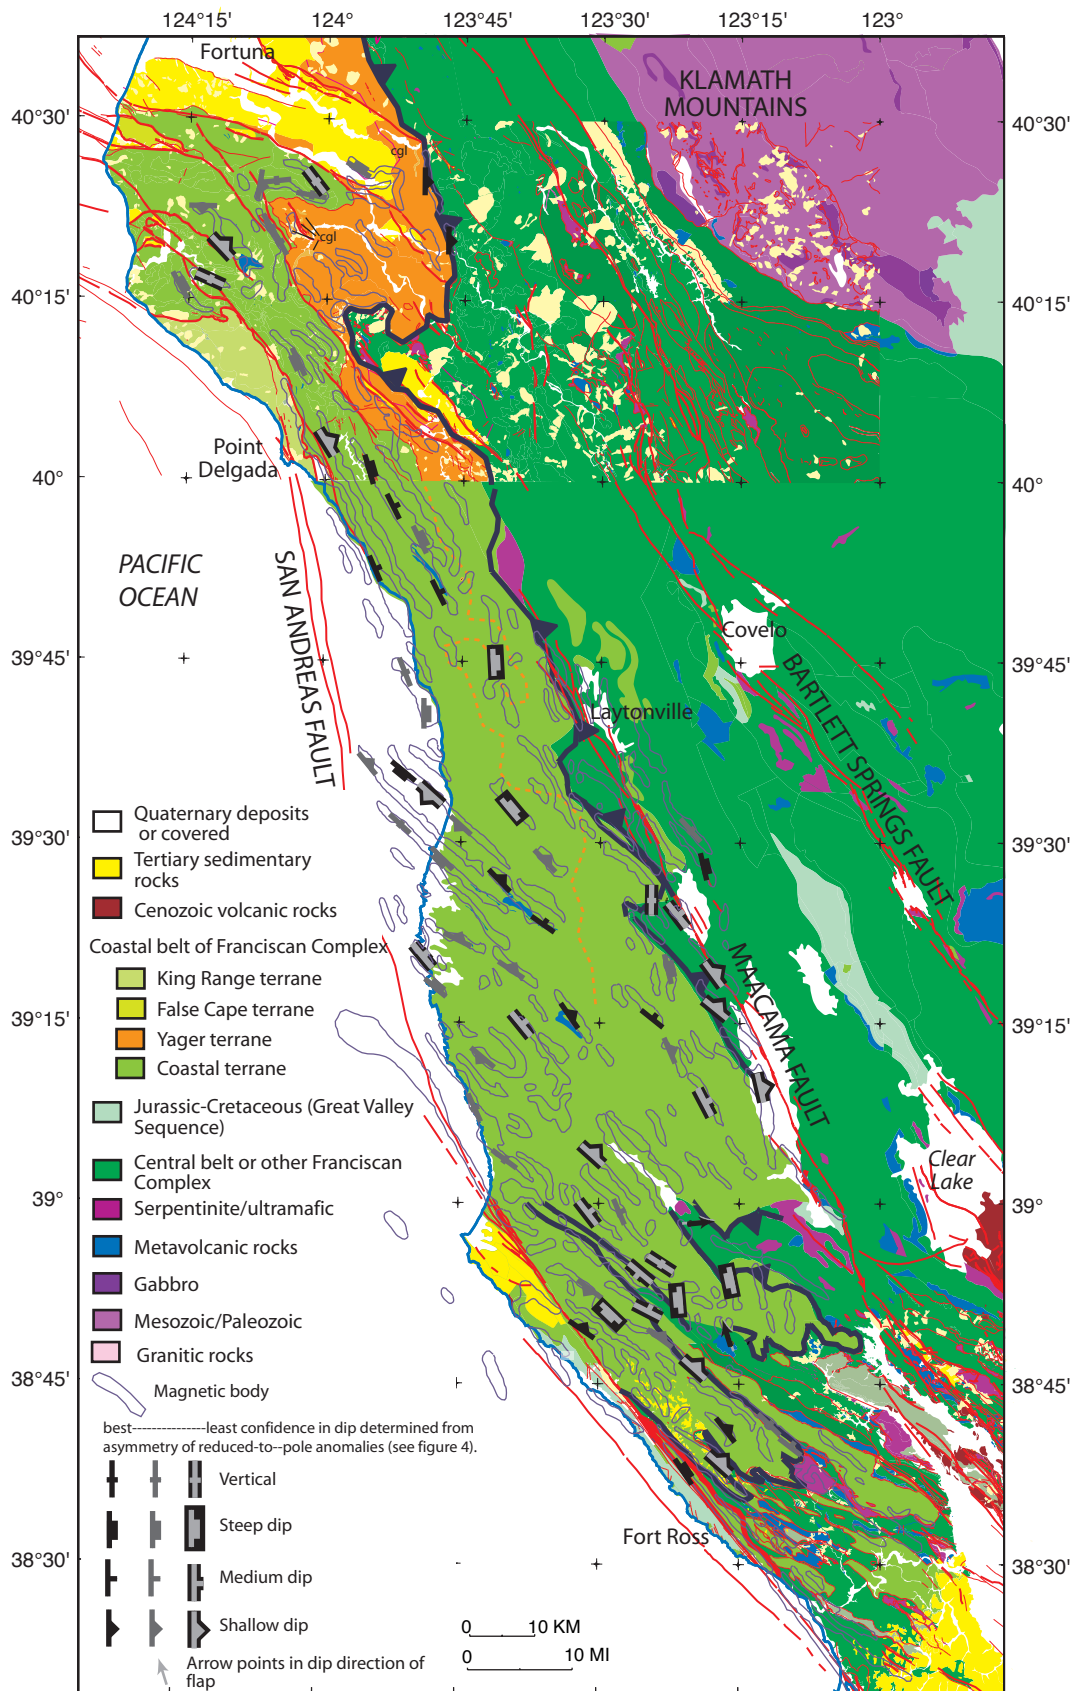 124°15' 124° 123°45' 123°30' 123°15' 123°
Fortuna
KLAMATH
MOUNTAINS
40°30' 40°30'
cgl
cgl
40°15' 40°15'
Point
Delgada
40° 40°
PACIFIC
OCEAN
SAN ANDREAS FAULT
Covelo
39°45' 39°45'
BARTLETT SPRINGS FAULT
Laytonville
Quaternary deposits
or covered
39°30' 39°30'
Tertiary sedimentary
rocks
Cenozoic volcanic rocks
Coastal belt of Franciscan Complex
King Range terrane
False Cape terrane
39°15' 39°15'
Yager terrane
Coastal terrane
MAACAMA FAULT
Jurassic-Cretaceous (Great Valley
Sequence)
Central belt or other Franciscan
Complex
Clear
Lake
39° 39°
Serpentinite/ultramafic
Metavolcanic rocks
Gabbro
Mesozoic/Paleozoic
Granitic rocks
38°45' 38°45'
Magnetic body
best---------------least confidence in dip determined from
asymmetry of reduced-to--pole anomalies (see figure 4).
Vertical
Steep dip
Fort Ross
38°30' 38°30'
Medium dip
Shallow dip
0 10 KM
0 10 MI
Arrow points in dip direction of
flap